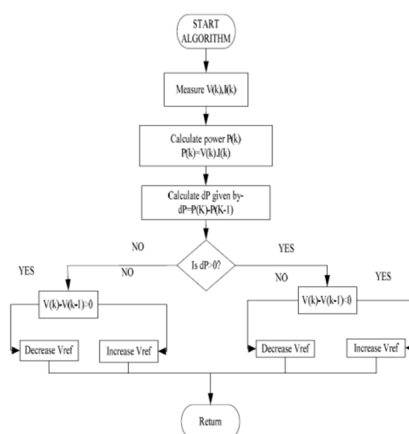 START
ALGORITHM
Measure V(k),I(k)
Calculate power P(k)
P(k)=V(k).I(k)
Calculate dP given by-
dP=P(K)-P(K-1)
Is dP>0?
NO
YES
YES
NO
NO
YES
V(k)-V(k-1)>0
V(k)-V(k-1)<0
Decrease Vref
Increase Vref
Decrease Vref
Increase Vref
Return